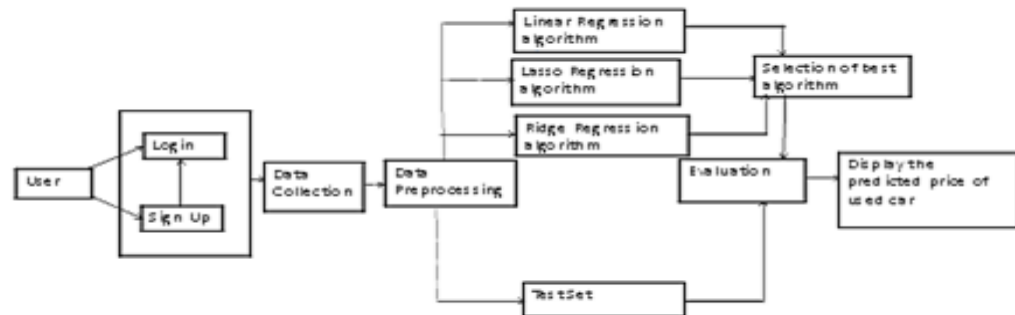 Linear Regression
algorithm
Lasso Regression
algorithm
Selection of best
algorithm
Ridge Regression
algorithm
Login
User
Sign Up
Data
Collection
Data
Preprocessing
Evaluation
Display the
predicted price of
used car
TestSet